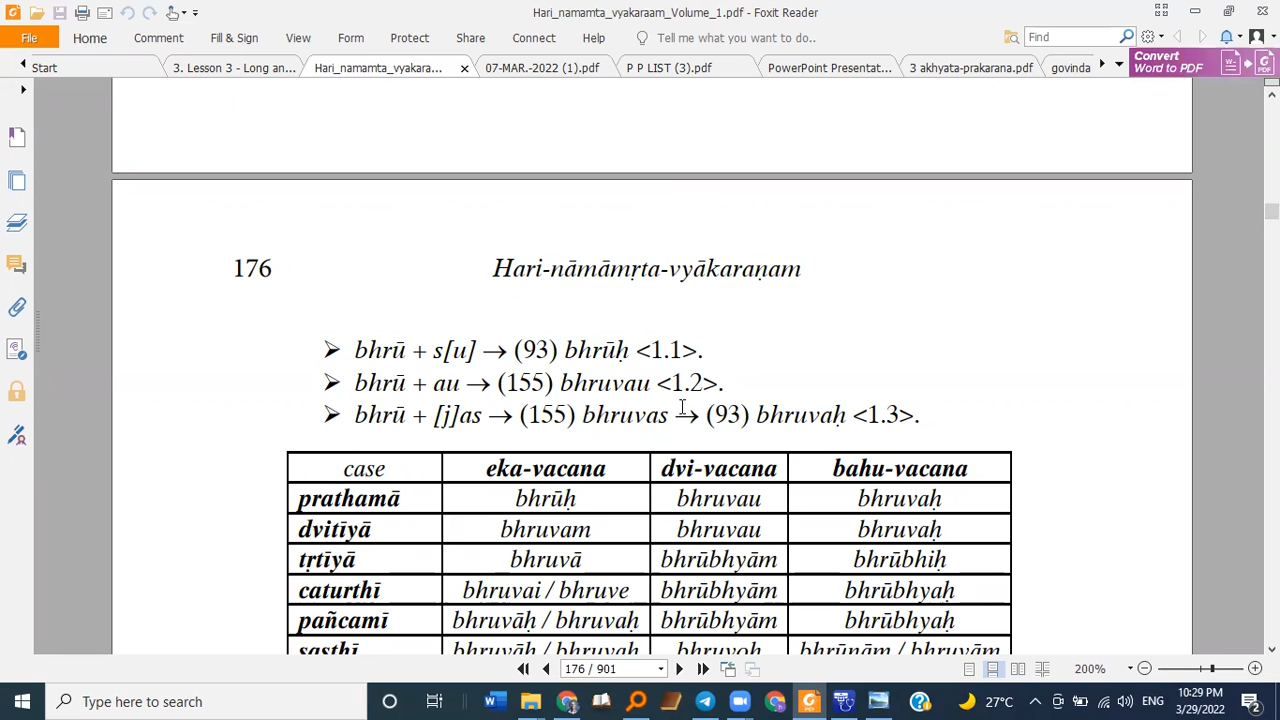 Hari_namamta_vyakaraam_Volume_1.pdf - Foxit Reader
File Home Comment Fill & Sign View Form Protect Share Connect Help Tell me what you want to do.. Find
Start 3. Lesson 3 - Long an... Hari_namamta_vyakara... 07-MAR-2022 (1).pdf P P LIST (3).pdf PowerPoint Presentat... 3 akhyata-prakarana.pdf govinda Convert Word to PDF
176 Hari-nāmāmṛta-vyākaraṇam
➢ bhrū + s[u] → (93) bhrūḥ <1.1>.
➢ bhrū + au → (155) bhruvau <1.2>.
➢ bhrū + [j]as → (155) bhruvas → (93) bhruvaḥ <1.3>.
case eka-vacana dvi-vacana bahu-vacana
prathamā bhrūḥ bhruvau bhruvaḥ
dvitīyā bhruvam bhruvau bhruvaḥ
tṛtīyā bhruvā bhrūbhyām bhrūbhiḥ
caturthī bhruvai / bhruve bhrūbhyām bhrūbhyaḥ
pañcamī bhruvāḥ / bhruvaḥ bhrūbhyām bhrūbhyaḥ
176 / 901 200%
Type here to search 27°C ENG 10:29 PM 3/29/2022 2